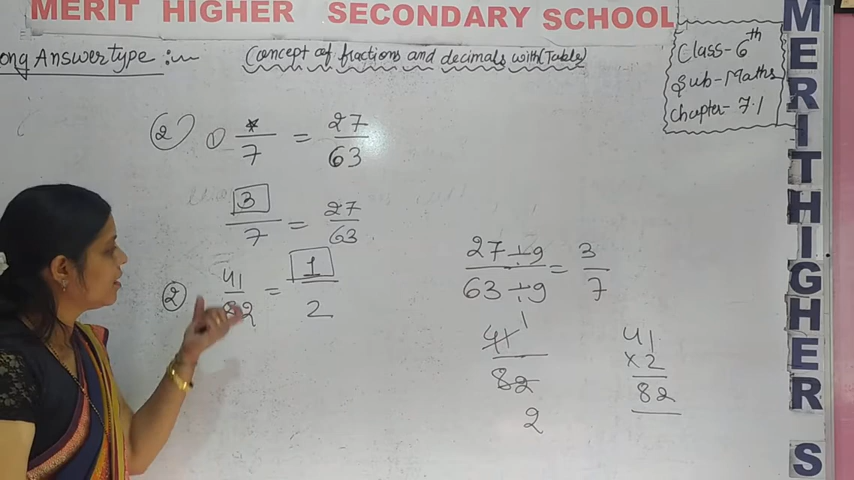 MERIT HIGHER SECONDARY SCHOOL
ong Answer type :-
Concept of fractions and decimals with (Table)
Class-6th
Sub-Maths
Chapter- 7.1
② ① */7 = 27/63
3/7 = 27/63
② 41/82 = 1/2
27÷9/63÷9 = 3/7
41/82 1 2
41
×2
82
MERIT HIGHER S